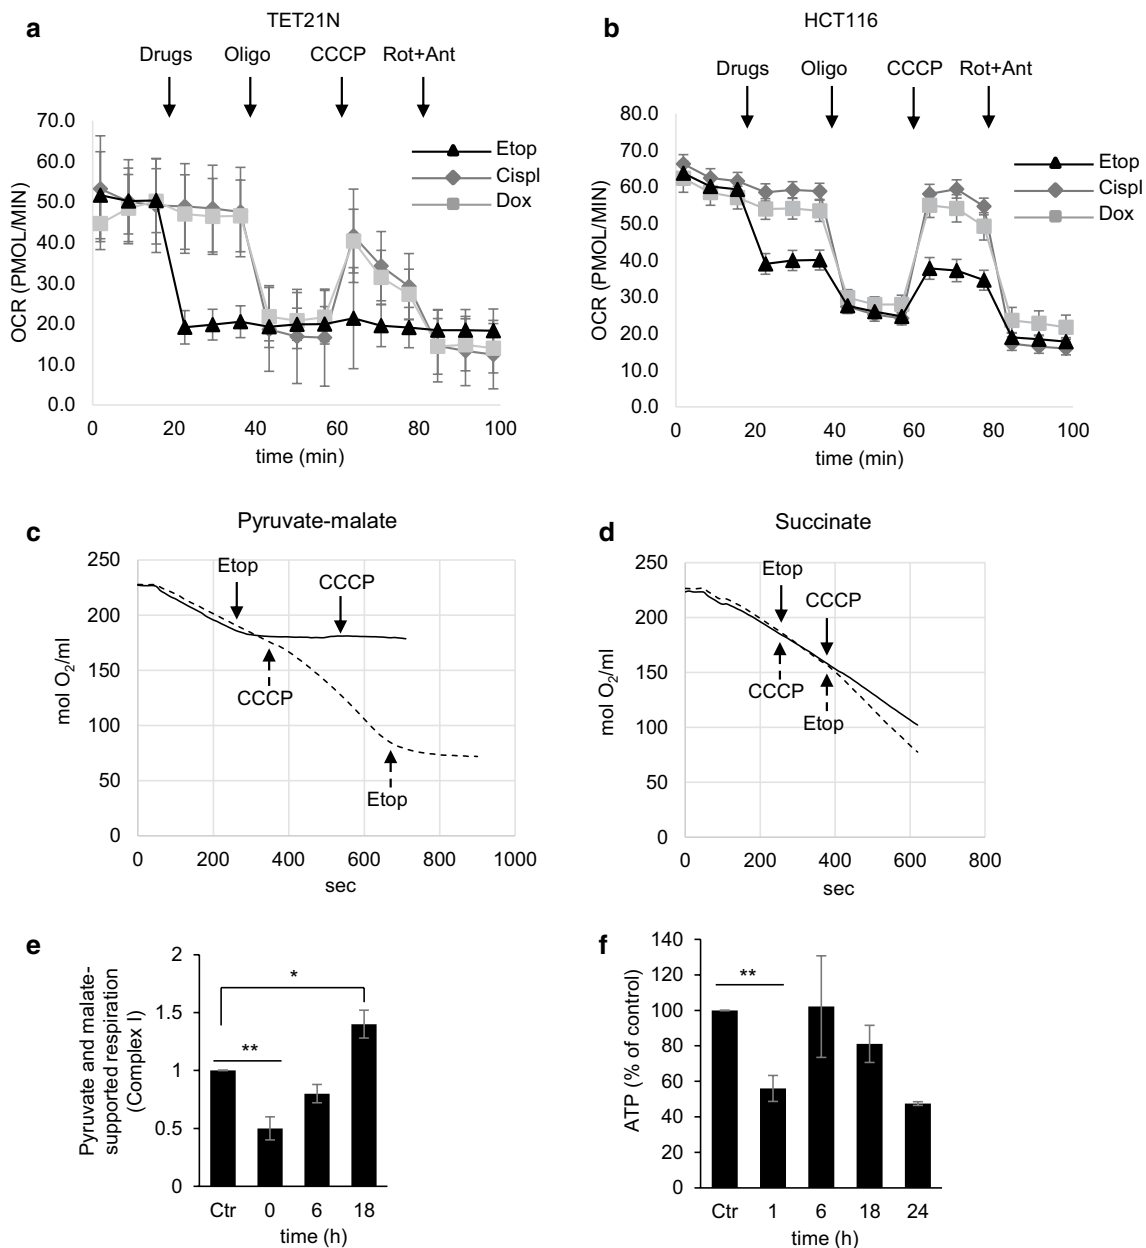 a
TET21N
Drugs Oligo CCCP Rot+Ant
70.0
60.0
50.0
40.0
30.0
20.0
10.0
0.0
OCR (PMOL/MIN)
Etop
Cispl
Dox
0 20 40 60 80 100
time (min)
b
HCT116
Drugs Oligo CCCP Rot+Ant
80.0
70.0
60.0
50.0
40.0
30.0
20.0
10.0
0.0
OCR (PMOL/MIN)
Etop
Cispl
Dox
0 20 40 60 80 100
time (min)
c
Pyruvate-malate
250
200
150
100
50
0
mol O₂/ml
Etop
CCCP
CCCP
Etop
0 200 400 600 800 1000
sec
d
Succinate
250
200
150
100
50
0
mol O₂/ml
Etop
CCCP
CCCP
Etop
0 200 400 600 800
sec
e
Pyruvate and malate-
supported respiration
(Complex I)
2
1.5
1
0.5
0
*
**
Ctr 0 6 18
time (h)
f
ATP (% of control)
140
120
100
80
60
40
20
0
**
Ctr 1 6 18 24
time (h)